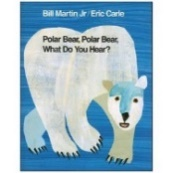 Bill Martin Jr / Eric Carle
Polar Bear, Polar Bear,
What Do You Hear?